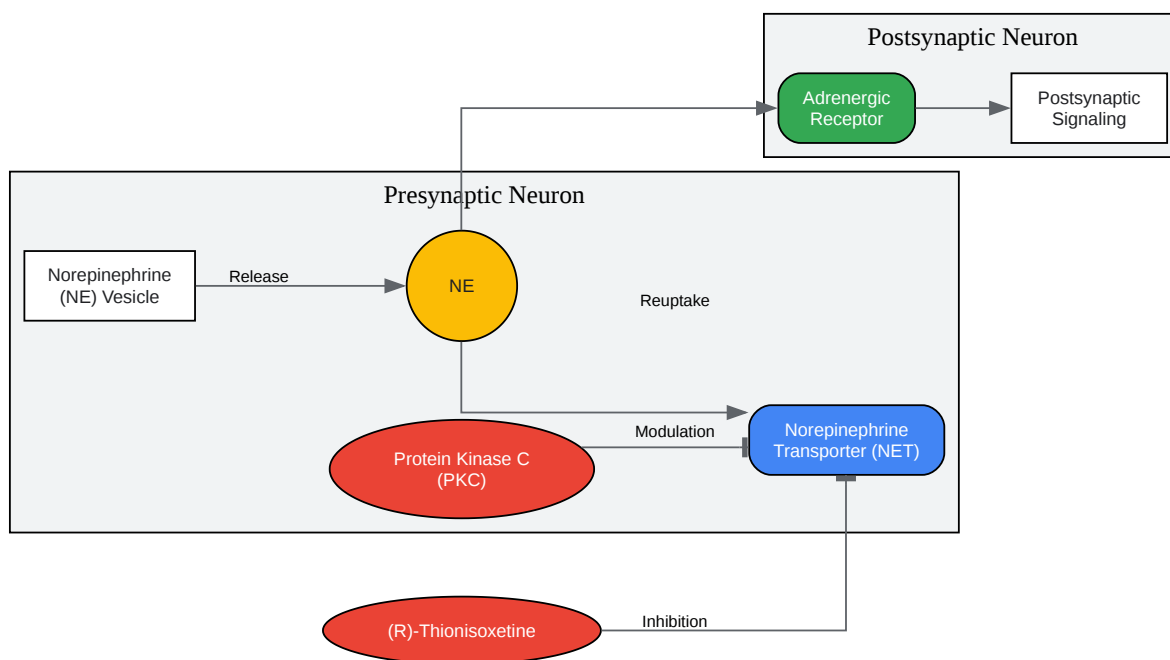 Postsynaptic Neuron
Adrenergic
Receptor
Postsynaptic
Signaling
Presynaptic Neuron
Norepinephrine
(NE) Vesicle
Release
NE
Reuptake
Modulation
Norepinephrine
Transporter (NET)
Protein Kinase C
(PKC)
(R)-Thionisoxetine
Inhibition